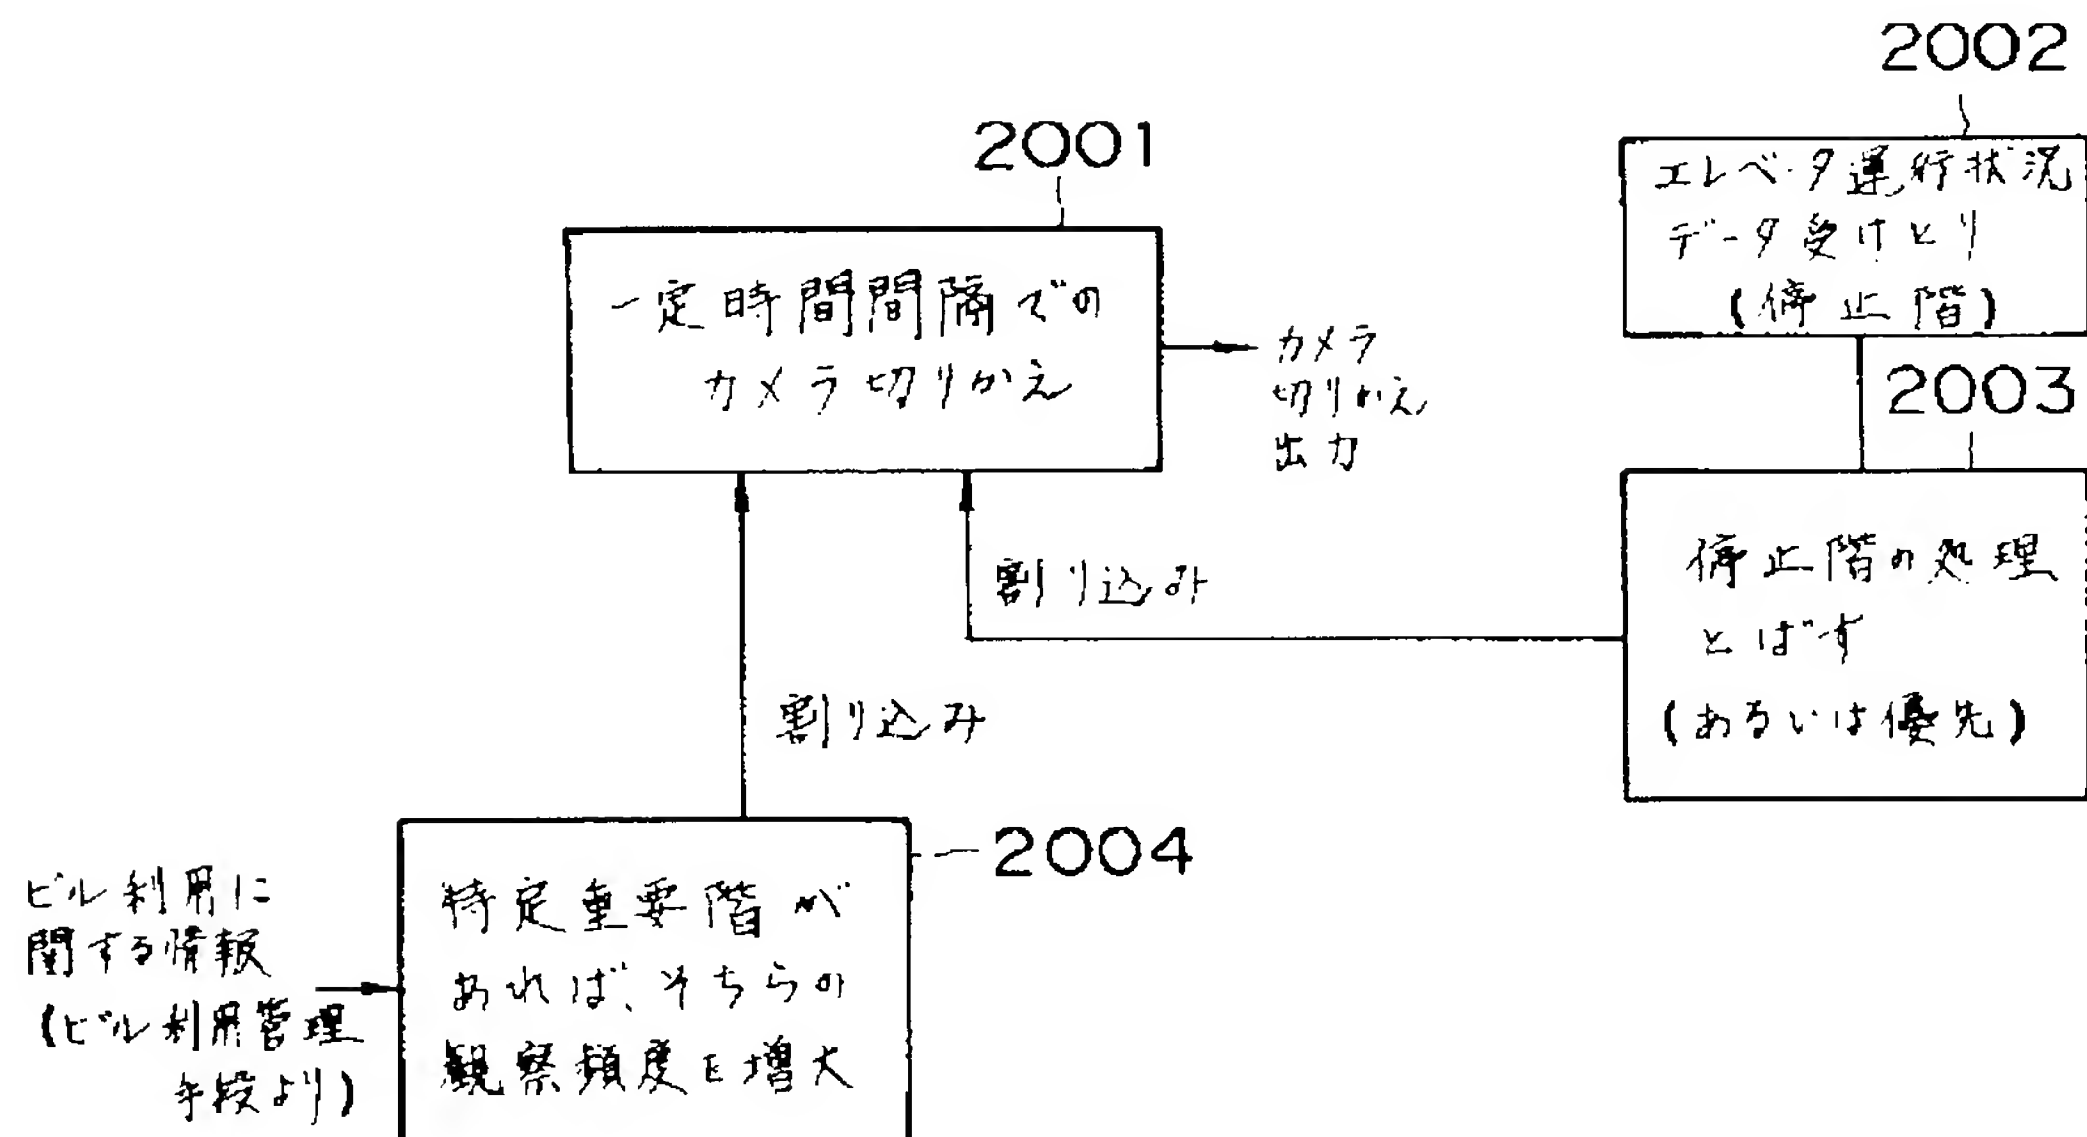 2002
エレベータ運行状況
データ受けとり
(停止階)
2001
一定時間間隔での
カメラ切りかえ
カメラ
切りかえ
出力
2003
停止階の処理
とばす
(あるいは優先)
割り込み
割り込み
2004
特定重要階が
あれば、そちらの
観察頻度を増大
ビル利用に
関する情報
(ビル利用管理
手段より)